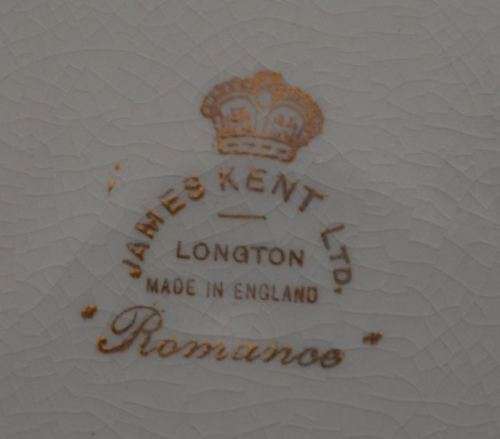 JAMES KENT LTD.
LONGTON
MADE IN ENGLAND
"Romance"